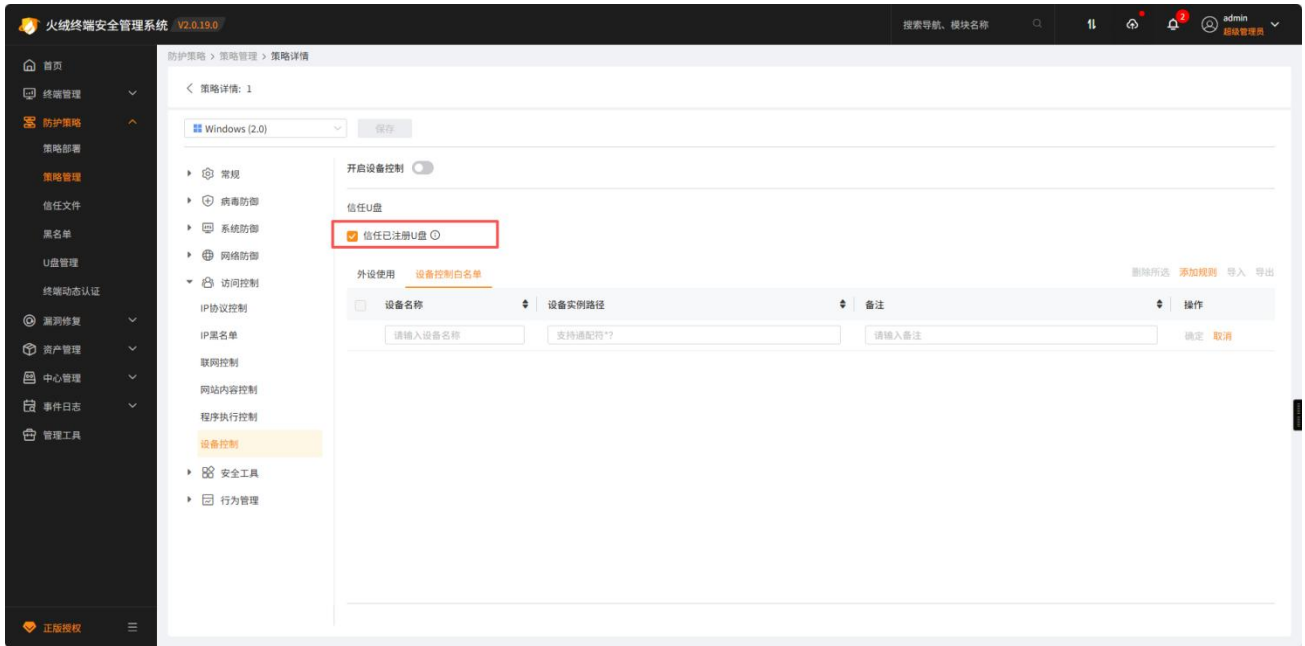 火绒终端安全管理系统 V2.0.19.0
搜索导航、模块名称
2
admin
超级管理员
首页
终端管理
防护策略
策略部署
策略管理
信任文件
黑名单
U盘管理
终端动态认证
漏洞修复
资产管理
中心管理
事件日志
管理工具
正版授权
防护策略 > 策略管理 > 策略详情
策略详情: 1
Windows (2.0) 保存
常规
病毒防御
系统防御
网络防御
访问控制
IP协议控制
IP黑名单
联网控制
网站内容控制
程序执行控制
设备控制
安全工具
行为管理
开启设备控制
信任U盘
信任已注册U盘
外设使用 设备控制白名单 删除所选 添加规则 导入 导出
设备名称 设备实例路径 备注 操作
请输入设备名称 支持通配符*? 请输入备注 确定 取消